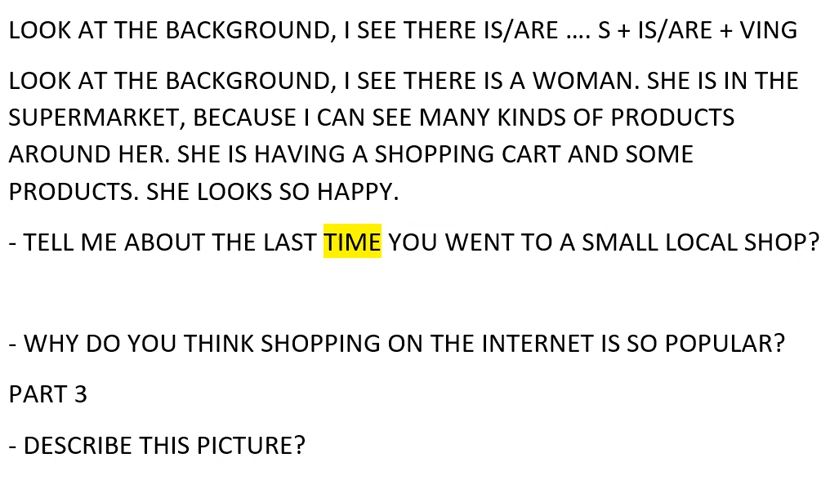 LOOK AT THE BACKGROUND, I SEE THERE IS/ARE .... S + IS/ARE + VING
LOOK AT THE BACKGROUND, I SEE THERE IS A WOMAN. SHE IS IN THE
SUPERMARKET, BECAUSE I CAN SEE MANY KINDS OF PRODUCTS
AROUND HER. SHE IS HAVING A SHOPPING CART AND SOME
PRODUCTS. SHE LOOKS SO HAPPY.
- TELL ME ABOUT THE LAST TIME YOU WENT TO A SMALL LOCAL SHOP?
- WHY DO YOU THINK SHOPPING ON THE INTERNET IS SO POPULAR?
PART 3
- DESCRIBE THIS PICTURE?